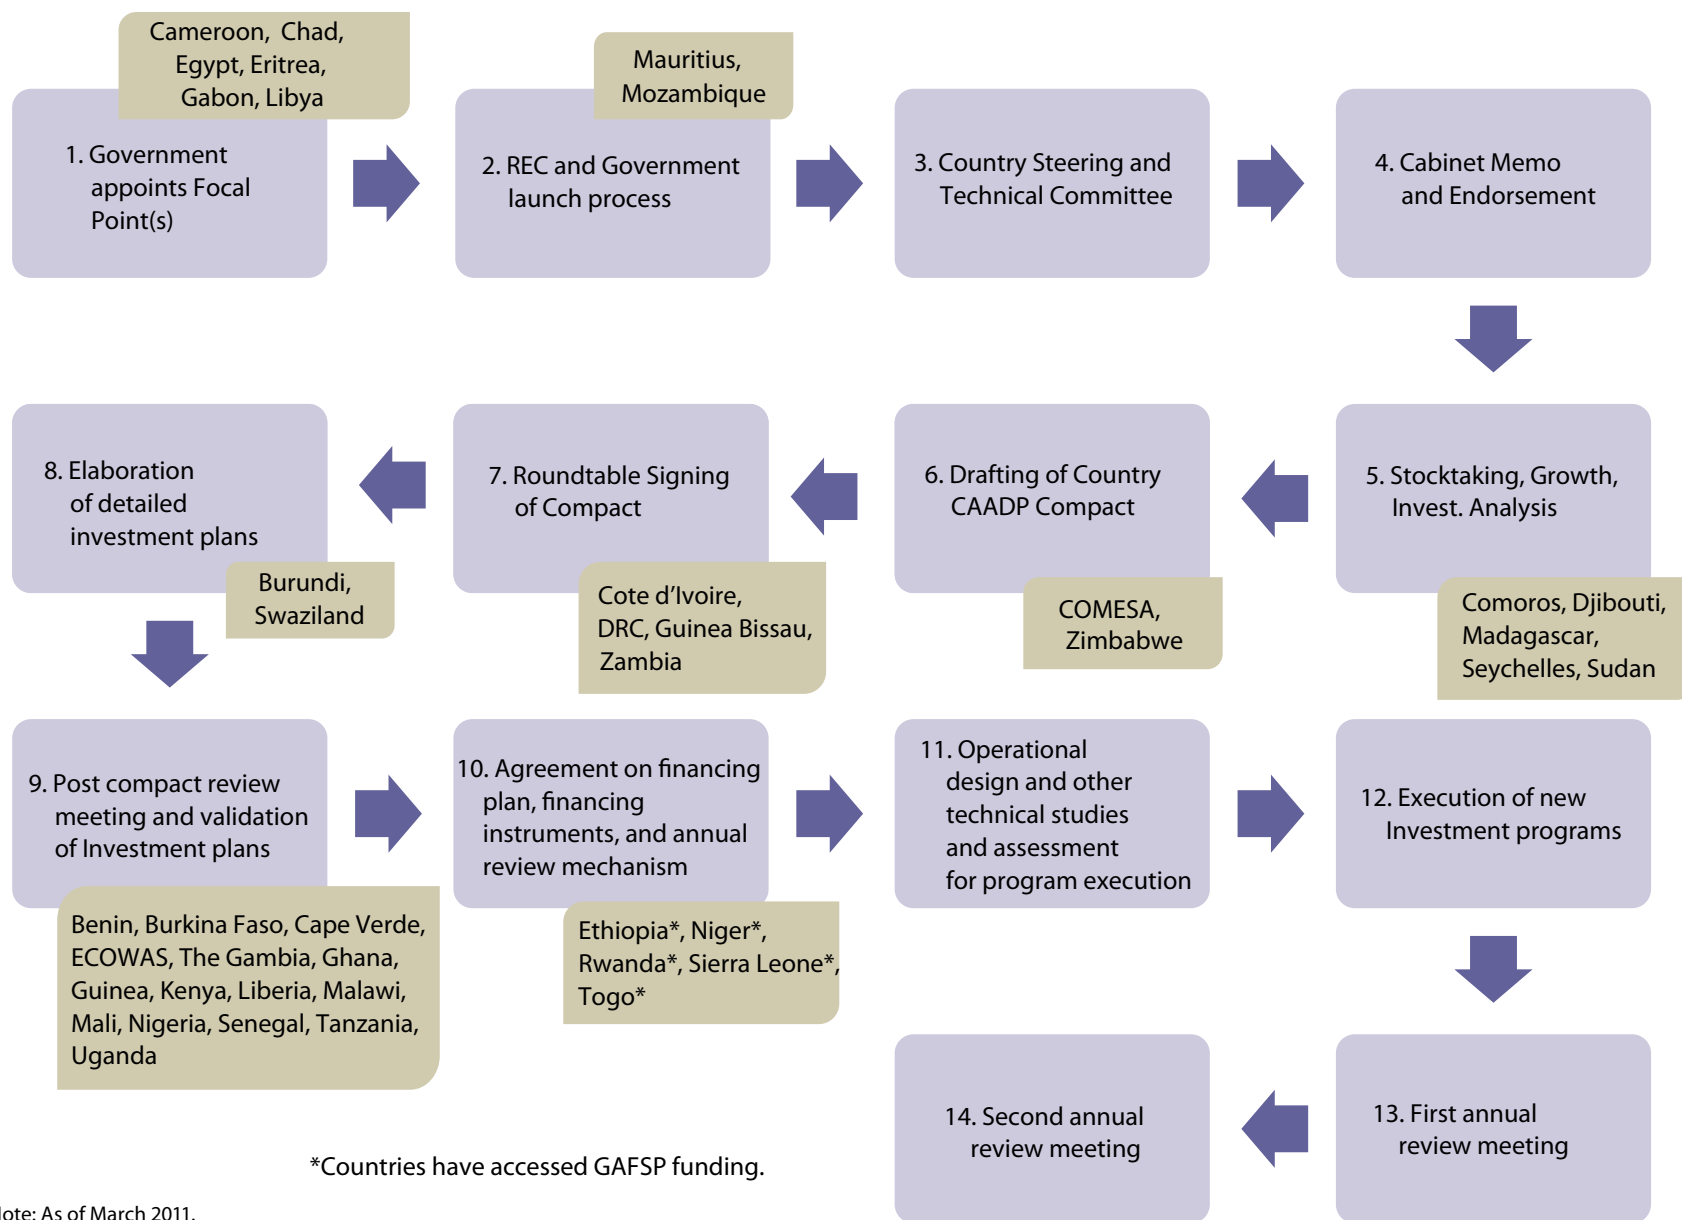 Cameroon, Chad,
Egypt, Eritrea,
Gabon, Libya
1. Government
appoints Focal
Point(s)
Mauritius,
Mozambique
2. REC and Government
launch process
3. Country Steering and
Technical Committee
4. Cabinet Memo
and Endorsement
8. Elaboration
of detailed
investment plans
Burundi,
Swaziland
7. Roundtable Signing
of Compact
Cote d’Ivoire,
DRC, Guinea Bissau,
Zambia
6. Drafting of Country
CAADP Compact
COMESA,
Zimbabwe
5. Stocktaking, Growth,
Invest. Analysis
Comoros, Djibouti,
Madagascar,
Seychelles, Sudan
9. Post compact review
meeting and validation
of Investment plans
Benin, Burkina Faso, Cape Verde,
ECOWAS, The Gambia, Ghana,
Guinea, Kenya, Liberia, Malawi,
Mali, Nigeria, Senegal, Tanzania,
Uganda
10. Agreement on financing
plan, financing
instruments, and annual
review mechanism
Ethiopia*, Niger*,
Rwanda*, Sierra Leone*,
Togo*
11. Operational
design and other
technical studies
and assessment
for program execution
12. Execution of new
Investment programs
14. Second annual
review meeting
13. First annual
review meeting
*Countries have accessed GAFSP funding.
Note: As of March 2011.